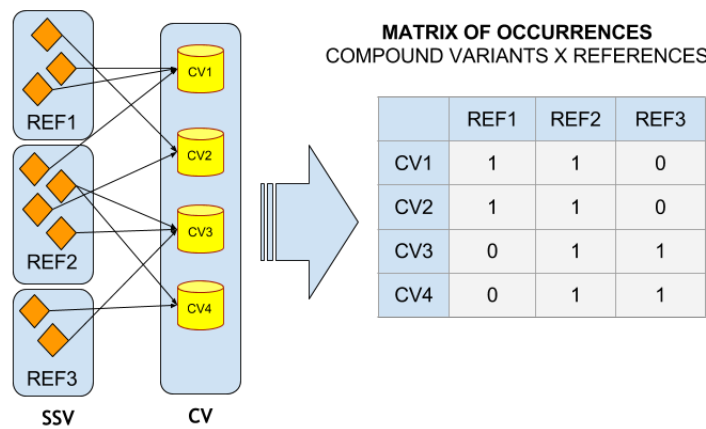 MATRIX OF OCCURRENCES
COMPOUND VARIANTS X REFERENCES
REF1
REF2
REF3
SSV
CV1
CV2
CV3
CV4
CV
REF1 REF2 REF3
CV1 1 1 0
CV2 1 1 0
CV3 0 1 1
CV4 0 1 1